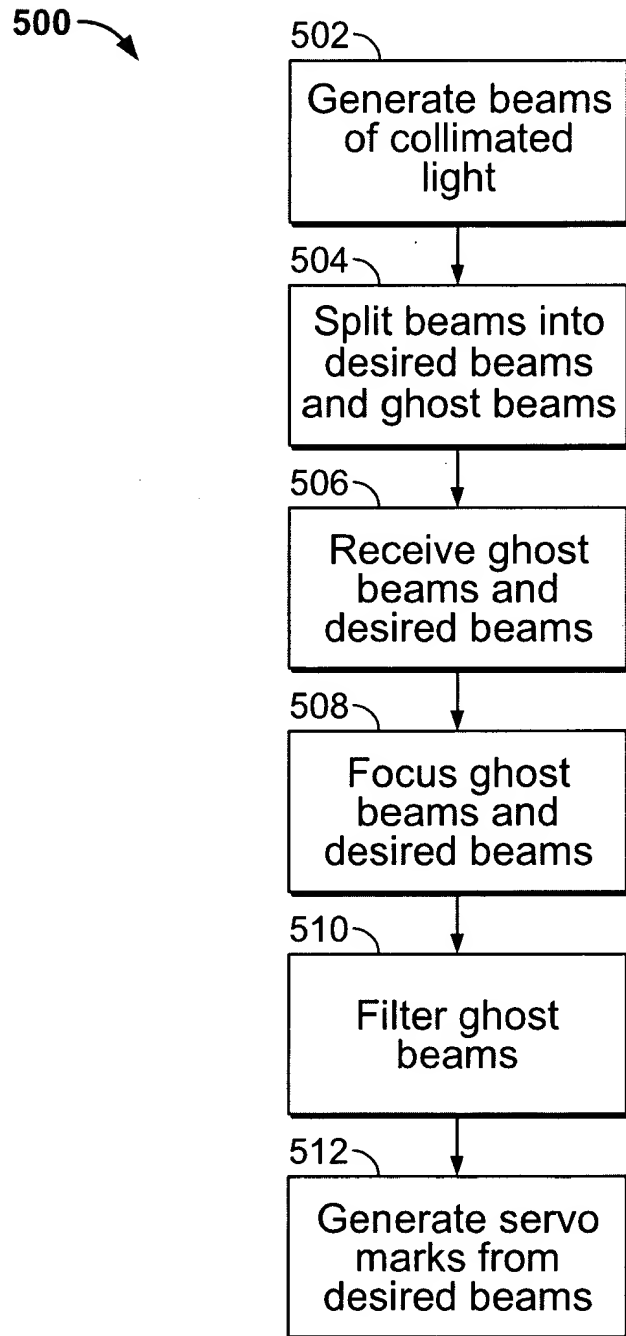 500
502
Generate beams
of collimated
light
504
Split beams into
desired beams
and ghost beams
506
Receive ghost
beams and
desired beams
508
Focus ghost
beams and
desired beams
510
Filter ghost
beams
512
Generate servo
marks from
desired beams